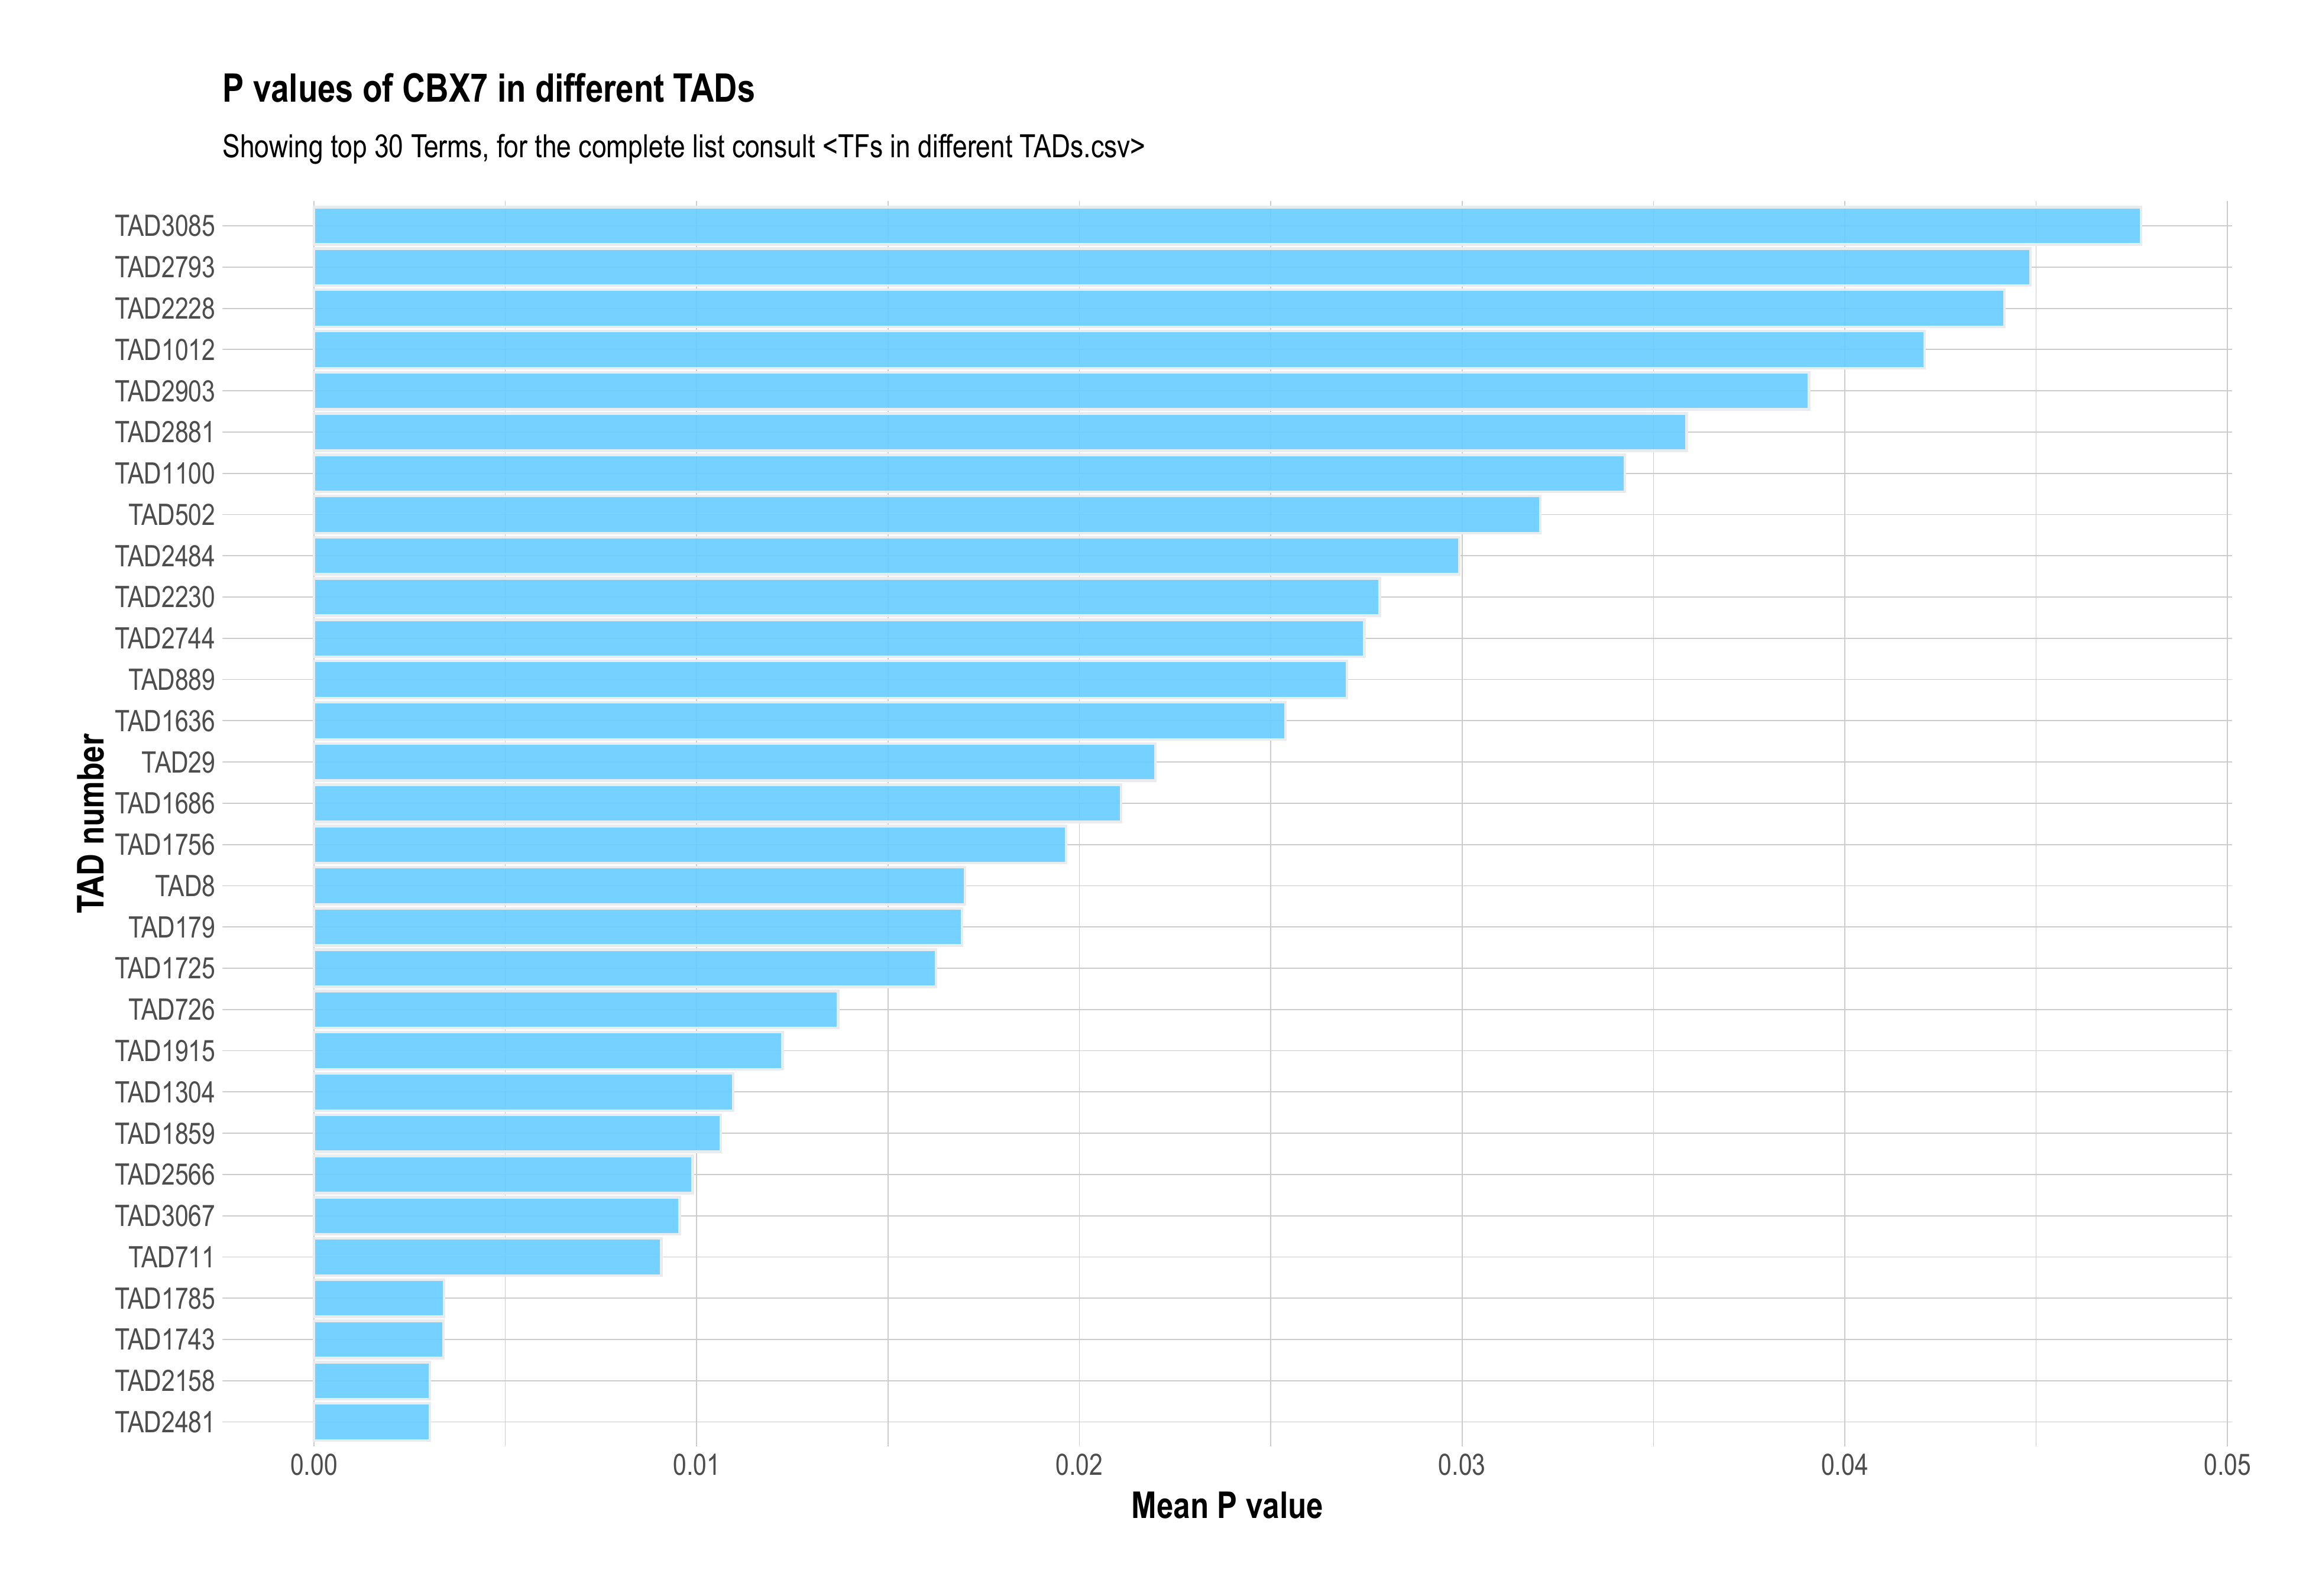 P values of CBX7 in different TADs
Showing top 30 Terms, for the complete list consult <TFs in different TADs.csv>
TAD number
TAD3085
TAD2793
TAD2228
TAD1012
TAD2903
TAD2881
TAD1100
TAD502
TAD2484
TAD2230
TAD2744
TAD889
TAD1636
TAD29
TAD1686
TAD1756
TAD8
TAD179
TAD1725
TAD726
TAD1915
TAD1304
TAD1859
TAD2566
TAD3067
TAD711
TAD1785
TAD1743
TAD2158
TAD2481
0.00 0.01 0.02 0.03 0.04 0.05
Mean P value